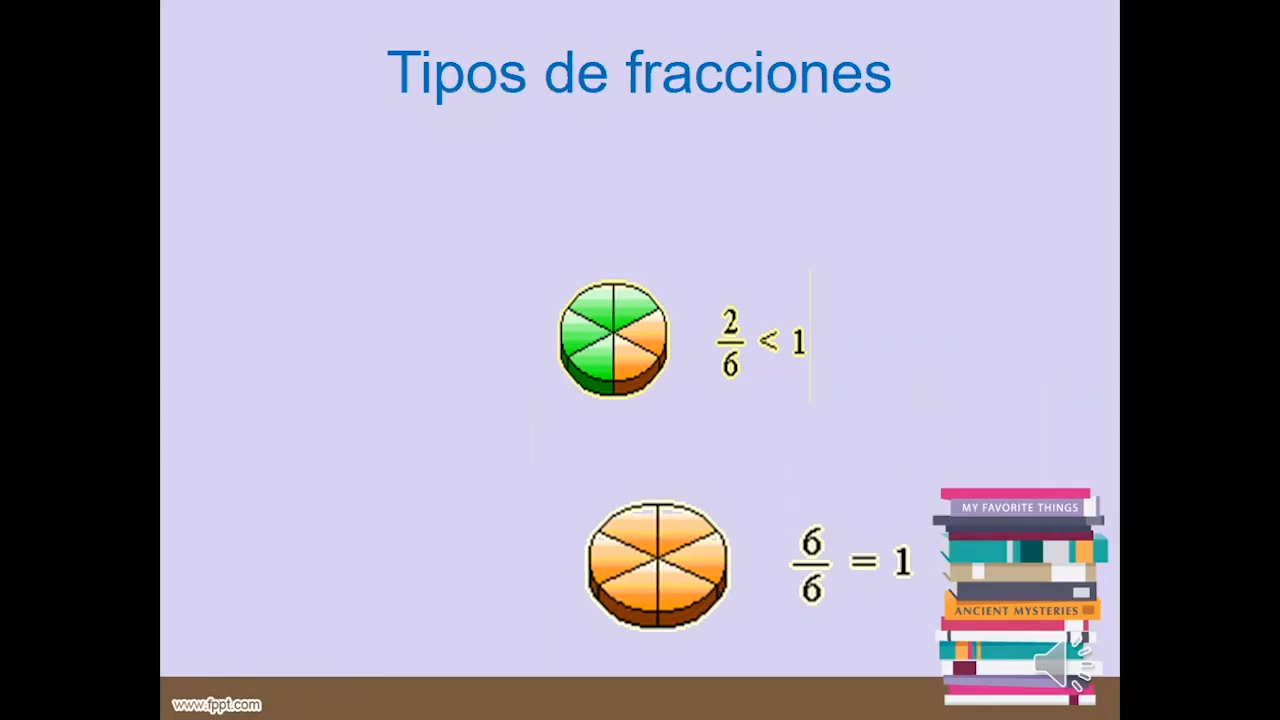 Tipos de fracciones
2/6 < 1
6/6 = 1
MY FAVORITE THINGS
ANCIENT MYSTERIES
www.fppt.com